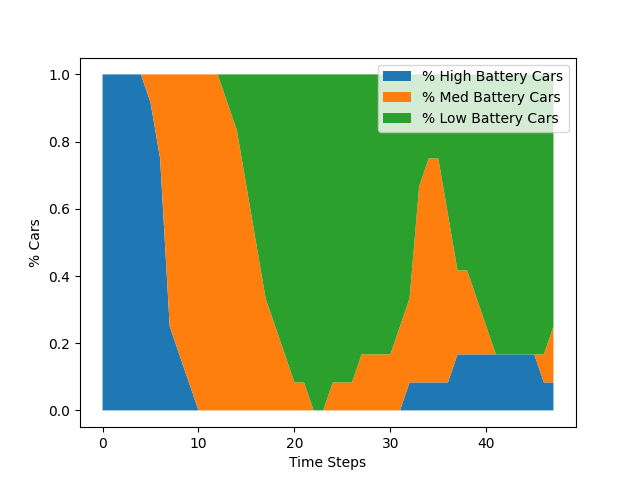 % High Battery Cars
% Med Battery Cars
% Low Battery Cars
1.0
0.8
0.6
0.4
0.2
0.0
% Cars
0 10 20 30 40
Time Steps